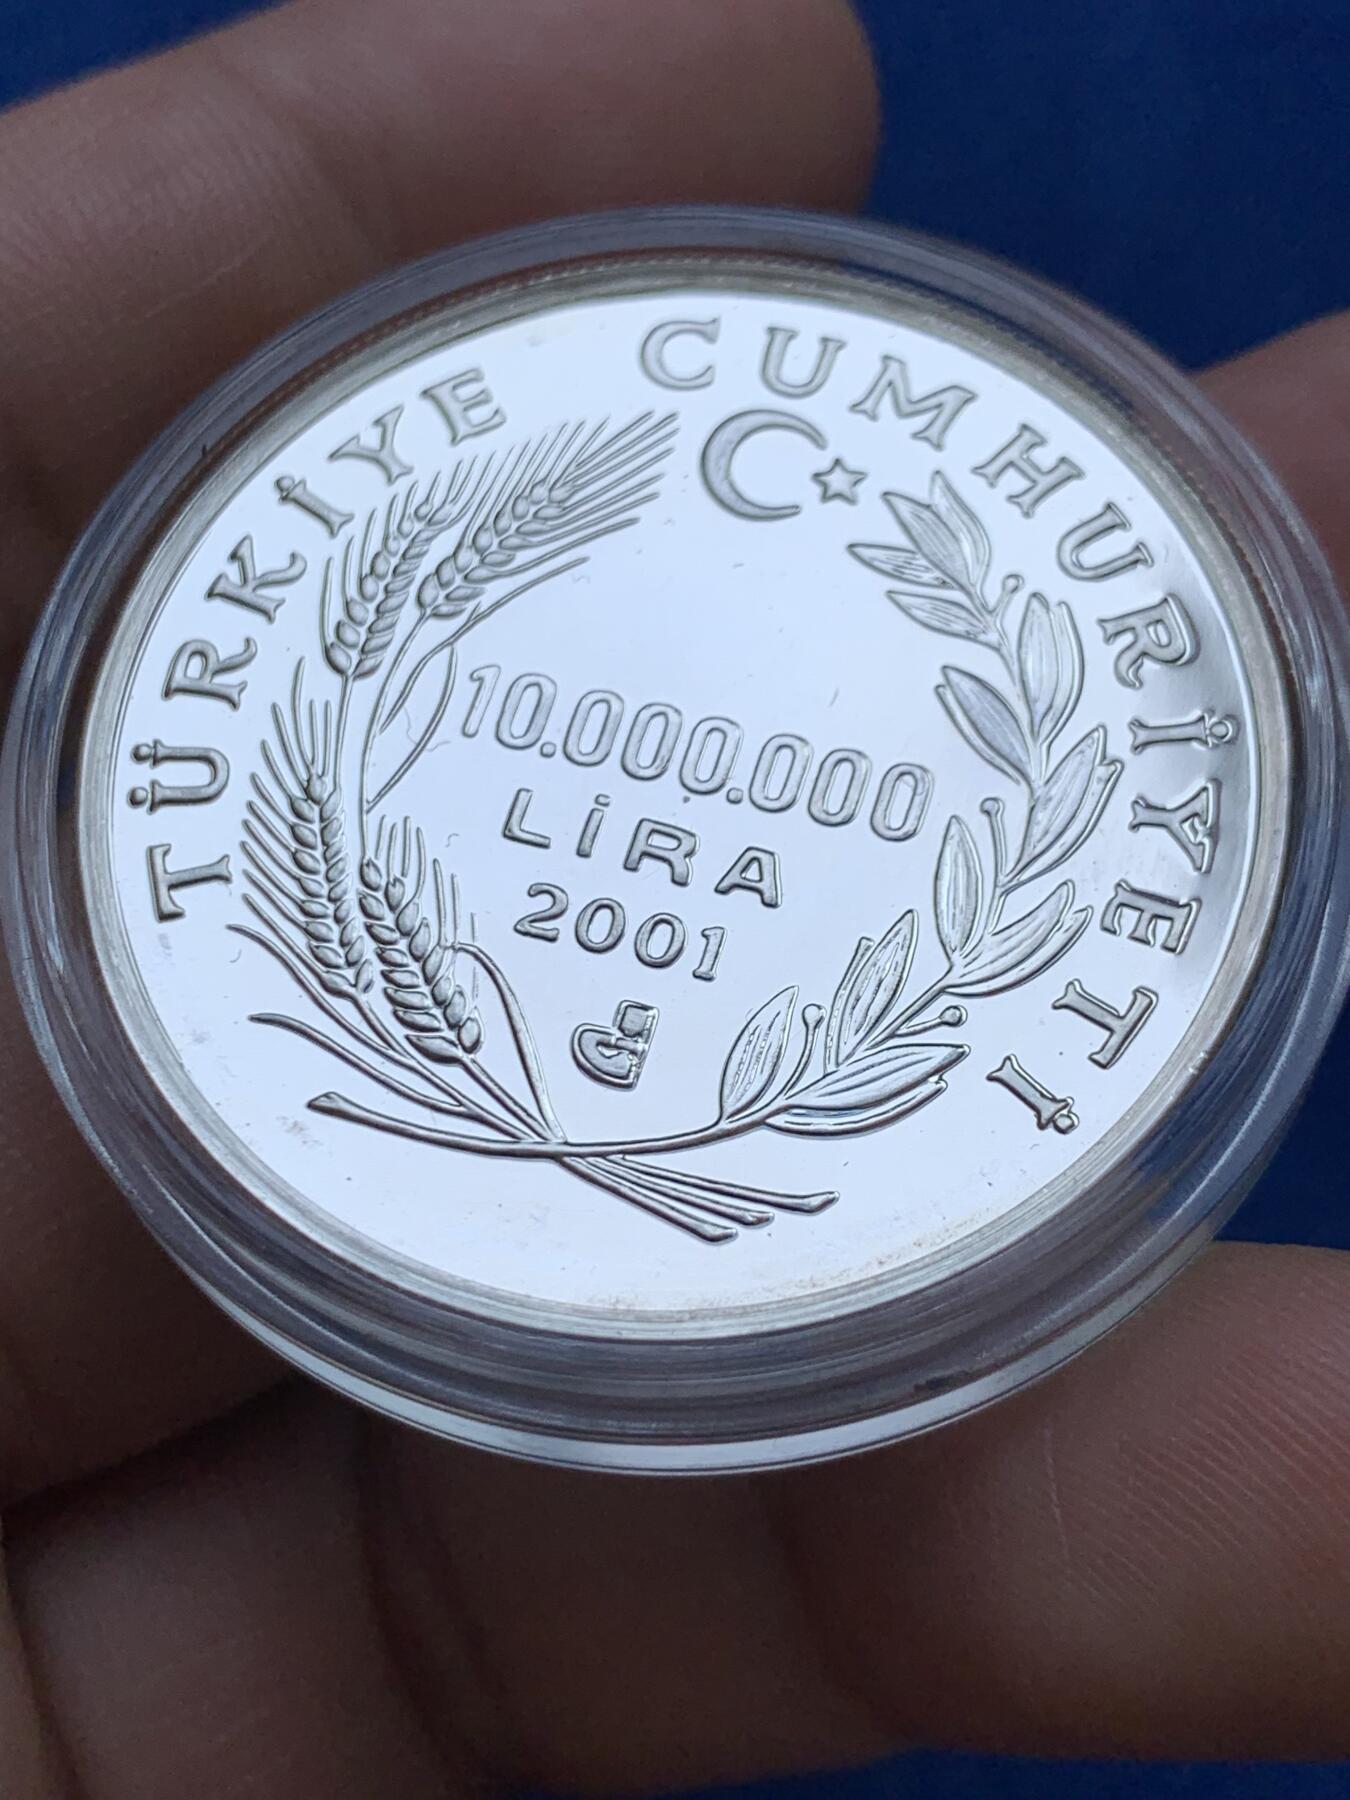 TÜRKİYE CUMHURİYETİ
10.000.000
LİRA
2001